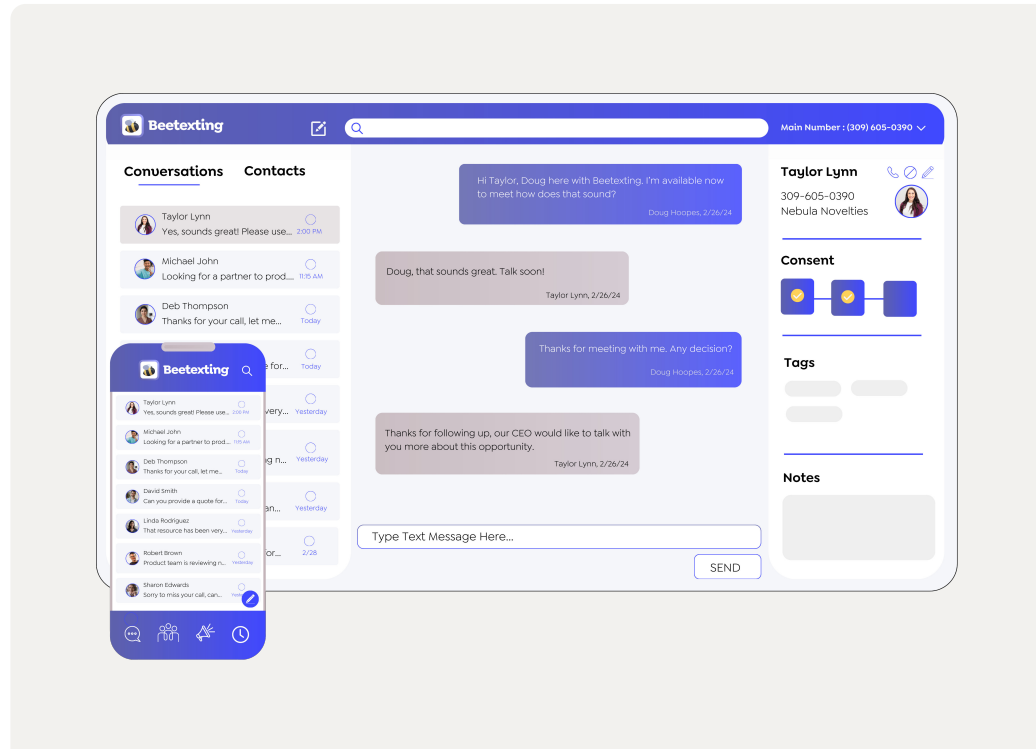 Beetexting
Main Number : (309) 605-0390
Conversations Contacts
Taylor Lynn
Yes, sounds great! Please use... 2:00 PM
Michael John
Looking for a partner to prod.... 11:15 AM
Deb Thompson
Thanks for your call, let me... Today
e for... Today
very... Yesterday
g n... Yesterday
an... Yesterday
or... 2/28
Hi Taylor, Doug here with Beetexting. I'm available now
to meet how does that sound?
Doug Hoopes, 2/26/24
Doug, that sounds great. Talk soon!
Taylor Lynn, 2/26/24
Thanks for meeting with me. Any decision?
Doug Hoopes, 2/26/24
Thanks for following up, our CEO would like to talk with
you more about this opportunity.
Taylor Lynn, 2/26/24
Type Text Message Here...
SEND
Taylor Lynn
309-605-0390
Nebula Novelties
Consent
Tags
Notes
Beetexting
Taylor Lynn
Yes, sounds great! Please use... 2:00 PM
Michael John
Looking for a partner to prod.... 11:15 AM
Deb Thompson
Thanks for your call, let me... Today
David Smith
Can you provide a quote for... Today
Linda Rodriguez
That resource has been very... Yesterday
Robert Brown
Product team is reviewing n... Yesterday
Sharon Edwards
Sorry to miss your call, can...